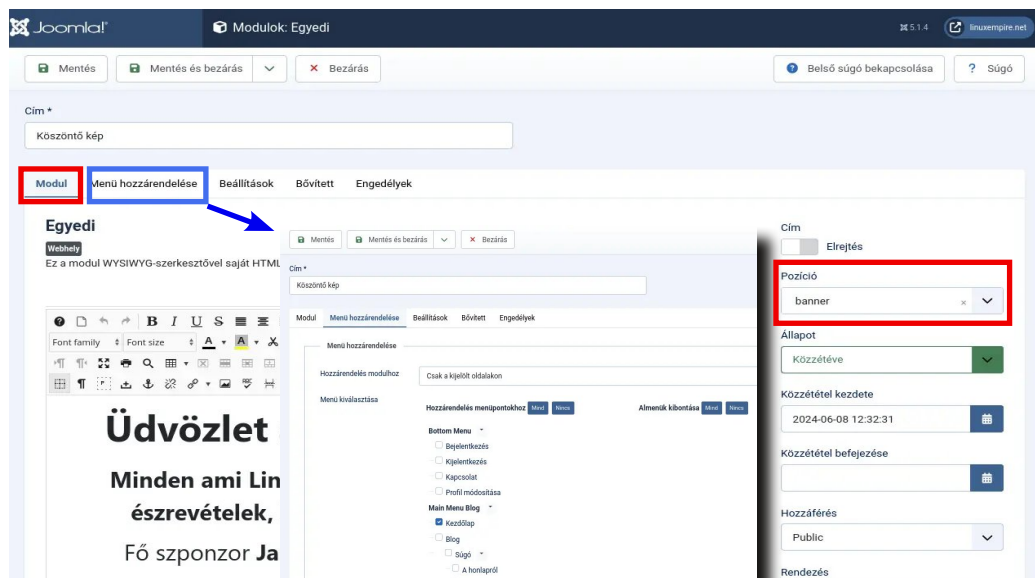 Joomla!
Modulok: Egyedi
5.1.4
linuxempire.net
Mentés
Mentés és bezárás
Bezárás
Belső súgó bekapcsolása
? Súgó
Cím *
Köszöntő kép
Modul
Menü hozzárendelése
Beállítások
Bővített
Engedélyek
Egyedi
Webhely
Ez a modul WYSIWYG-szerkesztővel saját HTML
B I U S
Font family
Font size
A
A
Üdvözlet
Minden ami Lin
észrevételek,
Fő szponzor Ja
Mentés
Mentés és bezárás
Bezárás
Cím *
Köszöntő kép
Modul
Menü hozzárendelése
Beállítások
Bővített
Engedélyek
Menü hozzárendelése
Hozzárendelés modulhoz
Csak a kijelölt oldalakon
Menü kiválasztása
Hozzárendelés menüpontokhoz Mind Nincs
Almenük kibontása Mind Nincs
Bottom Menu
Bejelentkezés
Kijelentkezés
Kapcsolat
Profil módosítása
Main Menu Blog
Kezdőlap
Blog
Súgó
A honlapról
Cím
Elrejtés
Pozíció
banner
Állapot
Közzétéve
Közzététel kezdete
2024-06-08 12:32:31
Közzététel befejezése
Hozzáférés
Public
Rendezés